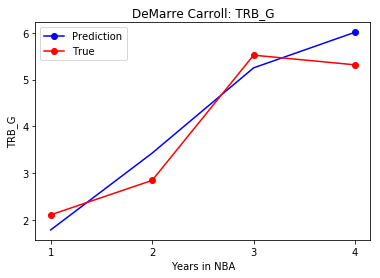 DeMarre Carroll: TRB_G
Prediction
True
6
5
4
3
2
TRB_G
1 2 3 4
Years in NBA